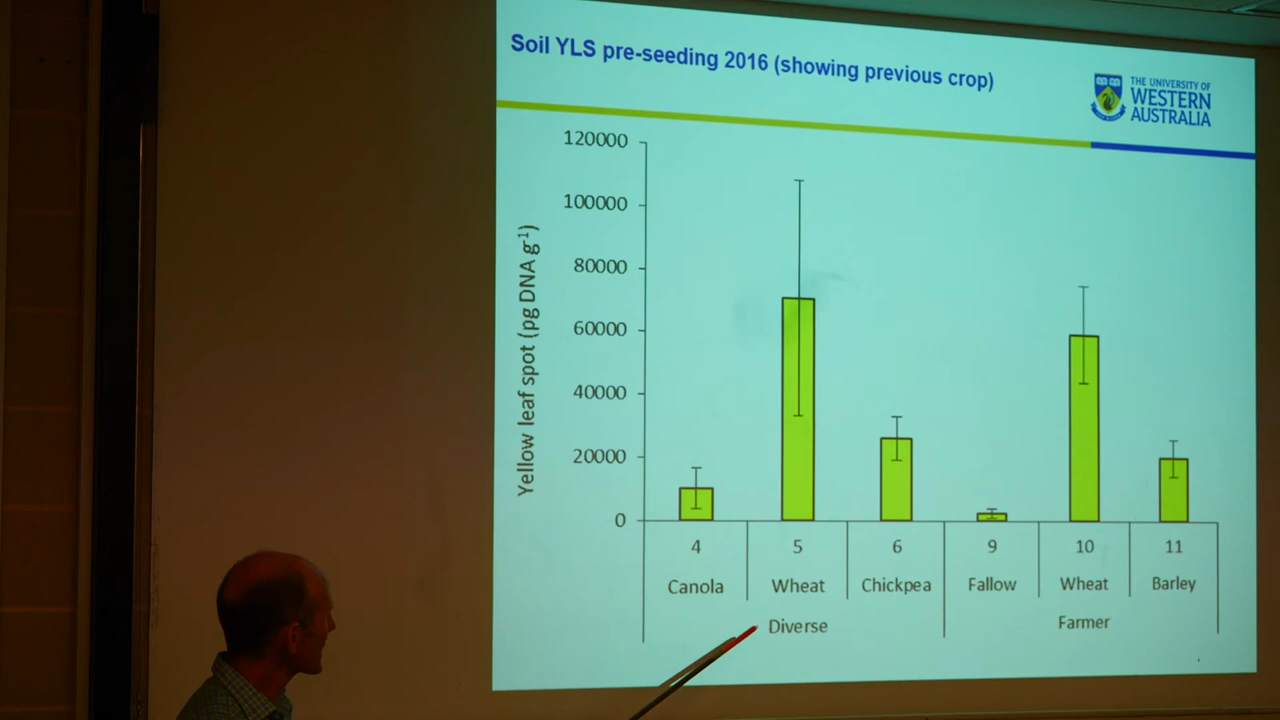 Soil YLS pre-seeding 2016 (showing previous crop)
THE UNIVERSITY OF
WESTERN
AUSTRALIA
Yellow leaf spot (pg DNA g⁻¹)
120000
100000
80000
60000
40000
20000
0
4 5 6 9 10 11
Canola Wheat Chickpea Fallow Wheat Barley
Diverse Farmer